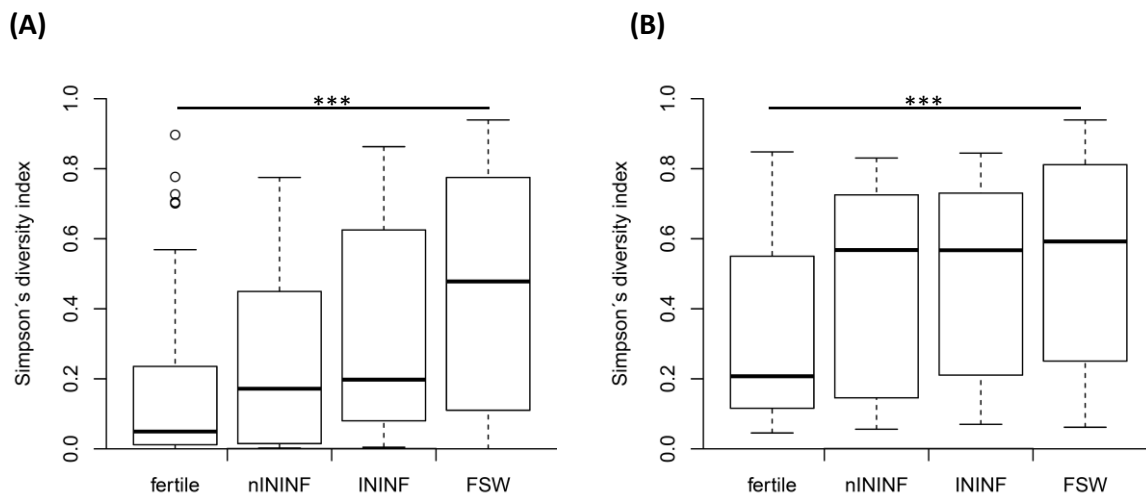 (A)
(B)
***
Simpson´s diversity index
1.0
0.8
0.6
0.4
0.2
0.0
fertile nININF ININF FSW
***
Simpson´s diversity index
1.0
0.8
0.6
0.4
0.2
0.0
fertile nININF ININF FSW